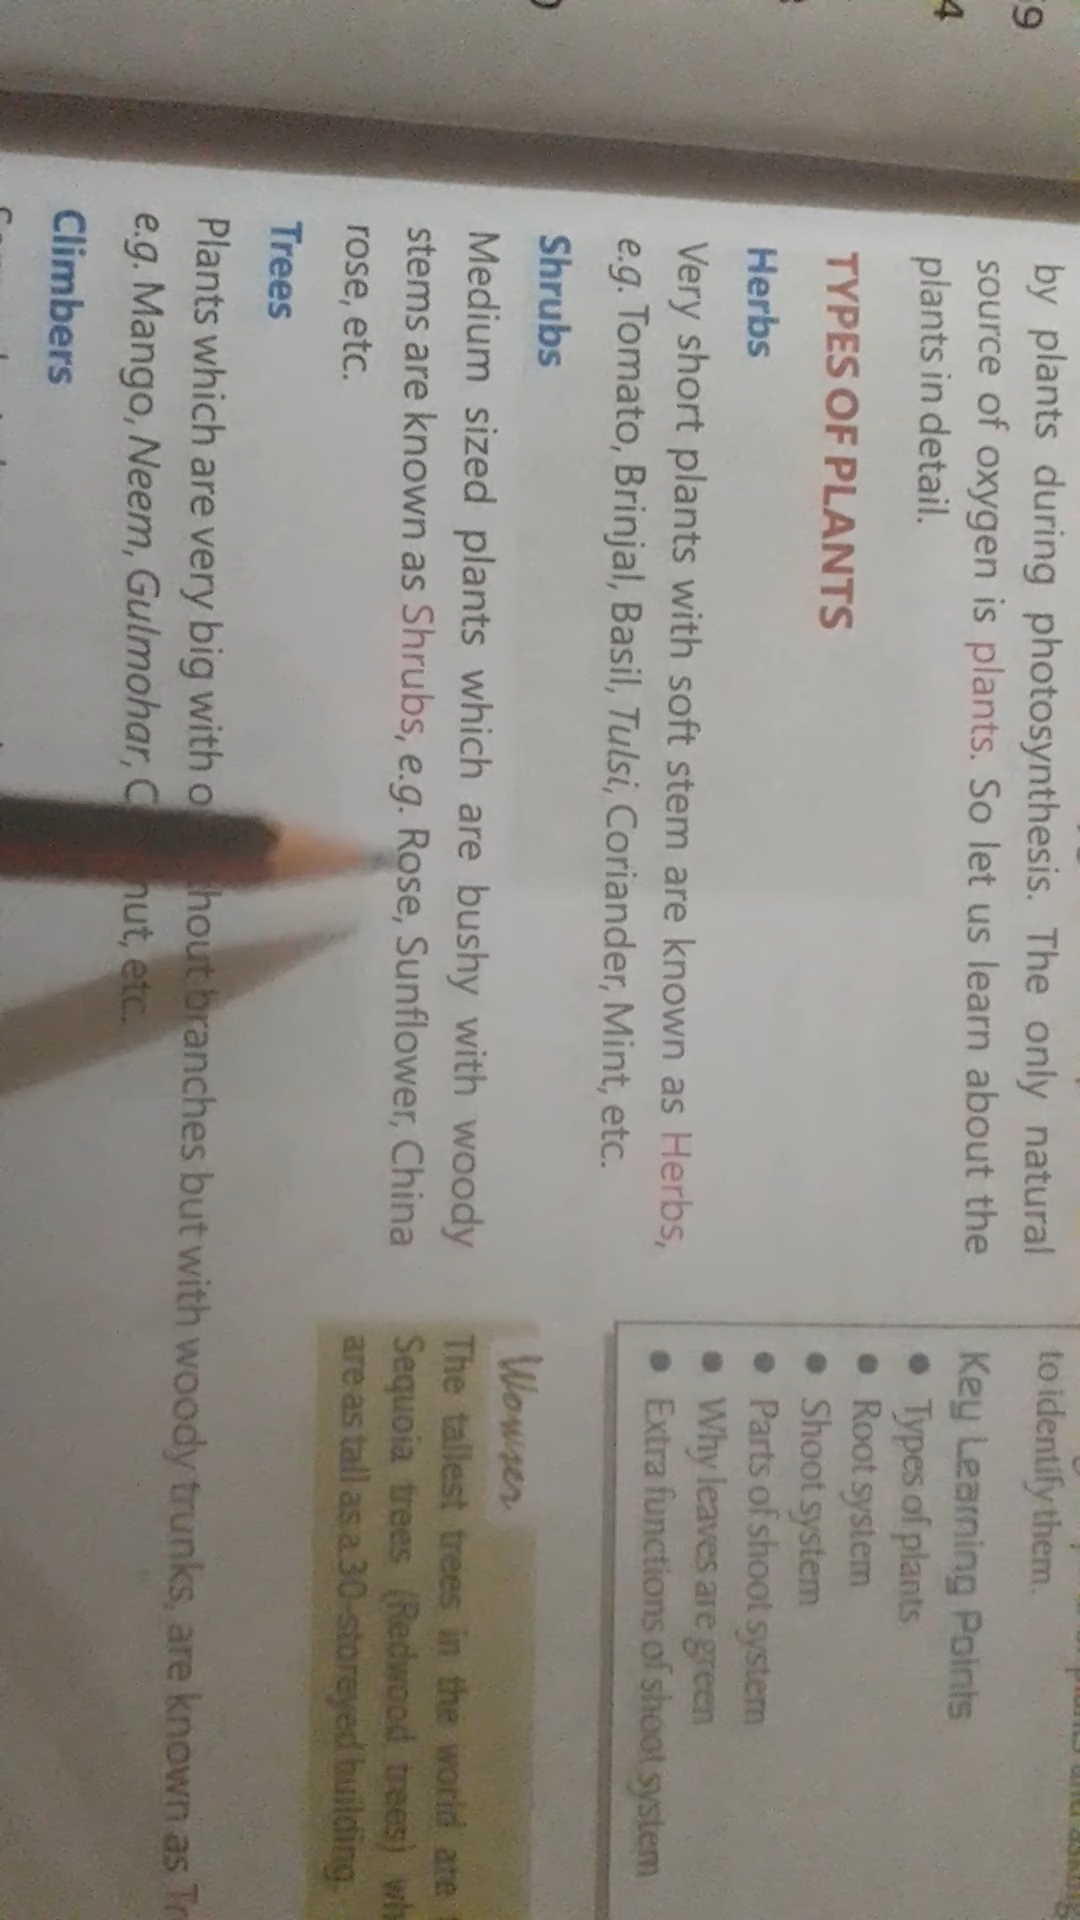 9
4
by plants during photosynthesis. The only natural
source of oxygen is plants. So let us learn about the
plants in detail.
TYPES OF PLANTS
Herbs
Very short plants with soft stem are known as Herbs,
e.g. Tomato, Brinjal, Basil, Tulsi, Coriander, Mint, etc.
Shrubs
Medium sized plants which are bushy with woody
stems are known as Shrubs, e.g. Rose, Sunflower, China
rose, etc.
Trees
Plants which are very big with branches but with woody trunks, are known as
e.g. Mango, Neem, Gulmohar, etc.
Climbers
to identify them.
Key Learning Points
● Types of plants
● Root system
● Shoot system
● Parts of shoot system
● Why leaves are green
● Extra functions of shoot system
Wowser
The tallest trees in the world are
Sequoia trees (Redwood trees)
are as tall as a 30-storeyed building.